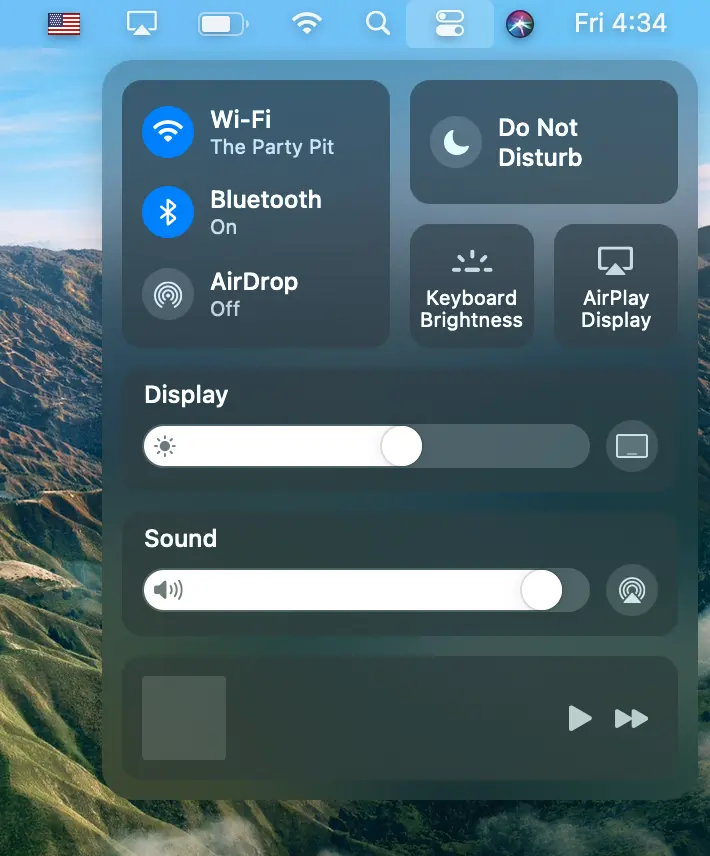 Fri 4:34
Wi-Fi
The Party Pit
Do Not
Disturb
Bluetooth
On
AirDrop
Off
Keyboard
Brightness
AirPlay
Display
Display
Sound